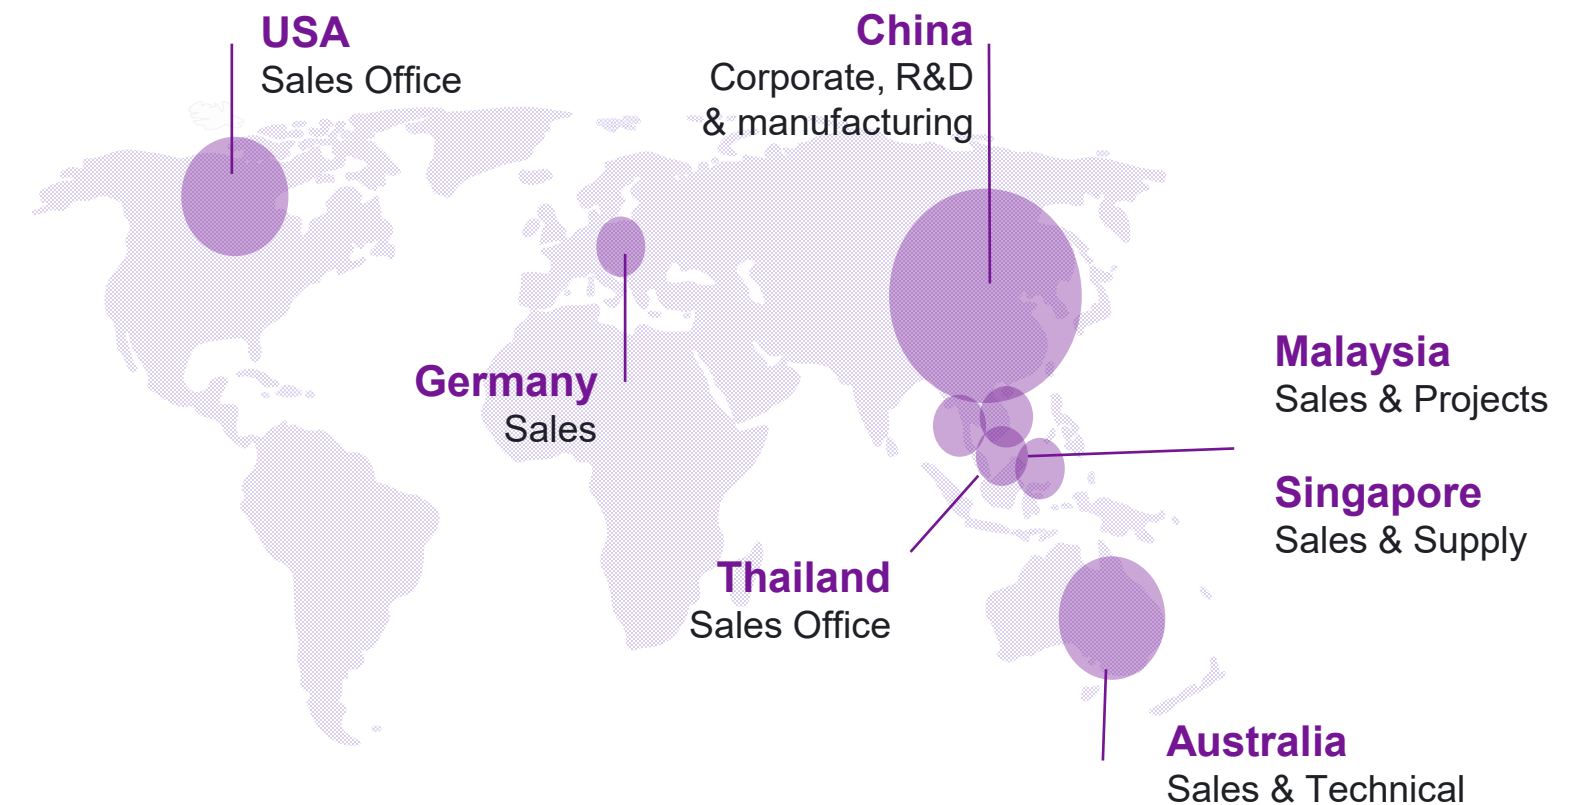 USA
Sales Office
China
Corporate, R&D
& manufacturing
Germany
Sales
Malaysia
Sales & Projects
Singapore
Sales & Supply
Thailand
Sales Office
Australia
Sales & Technical